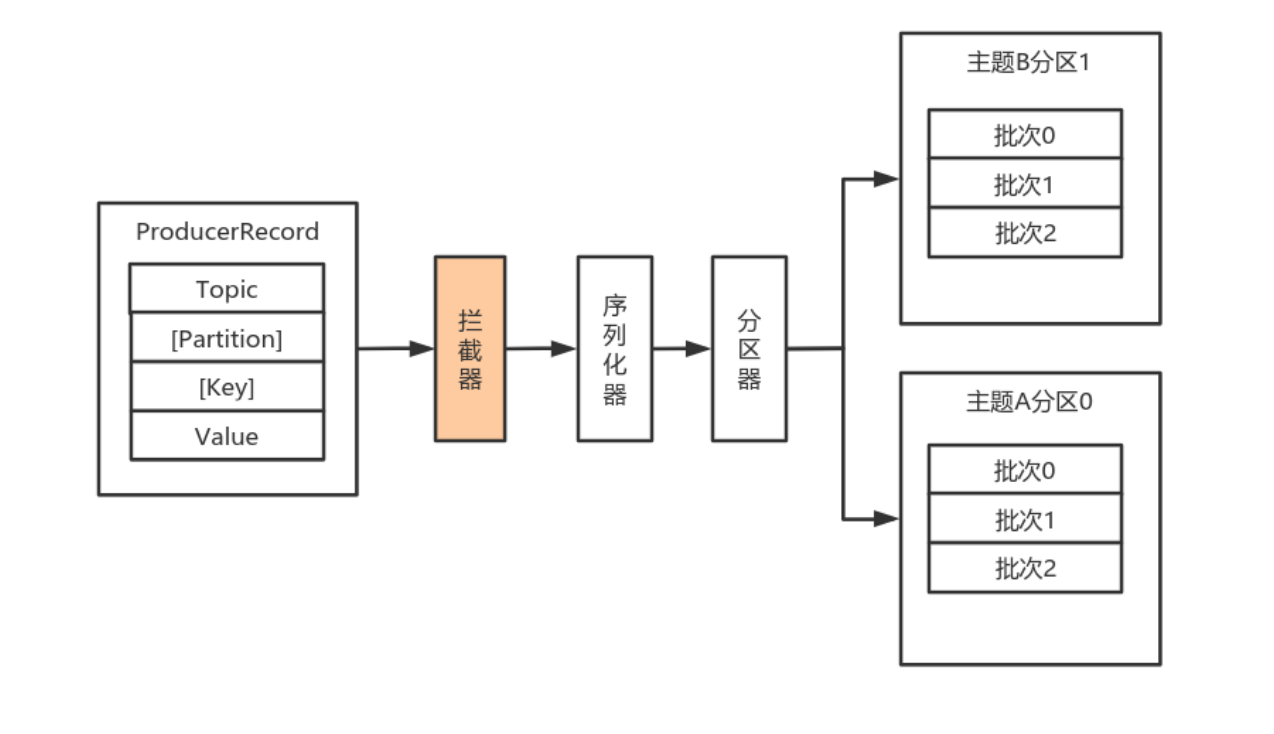 ProducerRecord
Topic
[Partition]
[Key]
Value
拦截器
序列化器
分区器
主题B分区1
批次0
批次1
批次2
主题A分区0
批次0
批次1
批次2